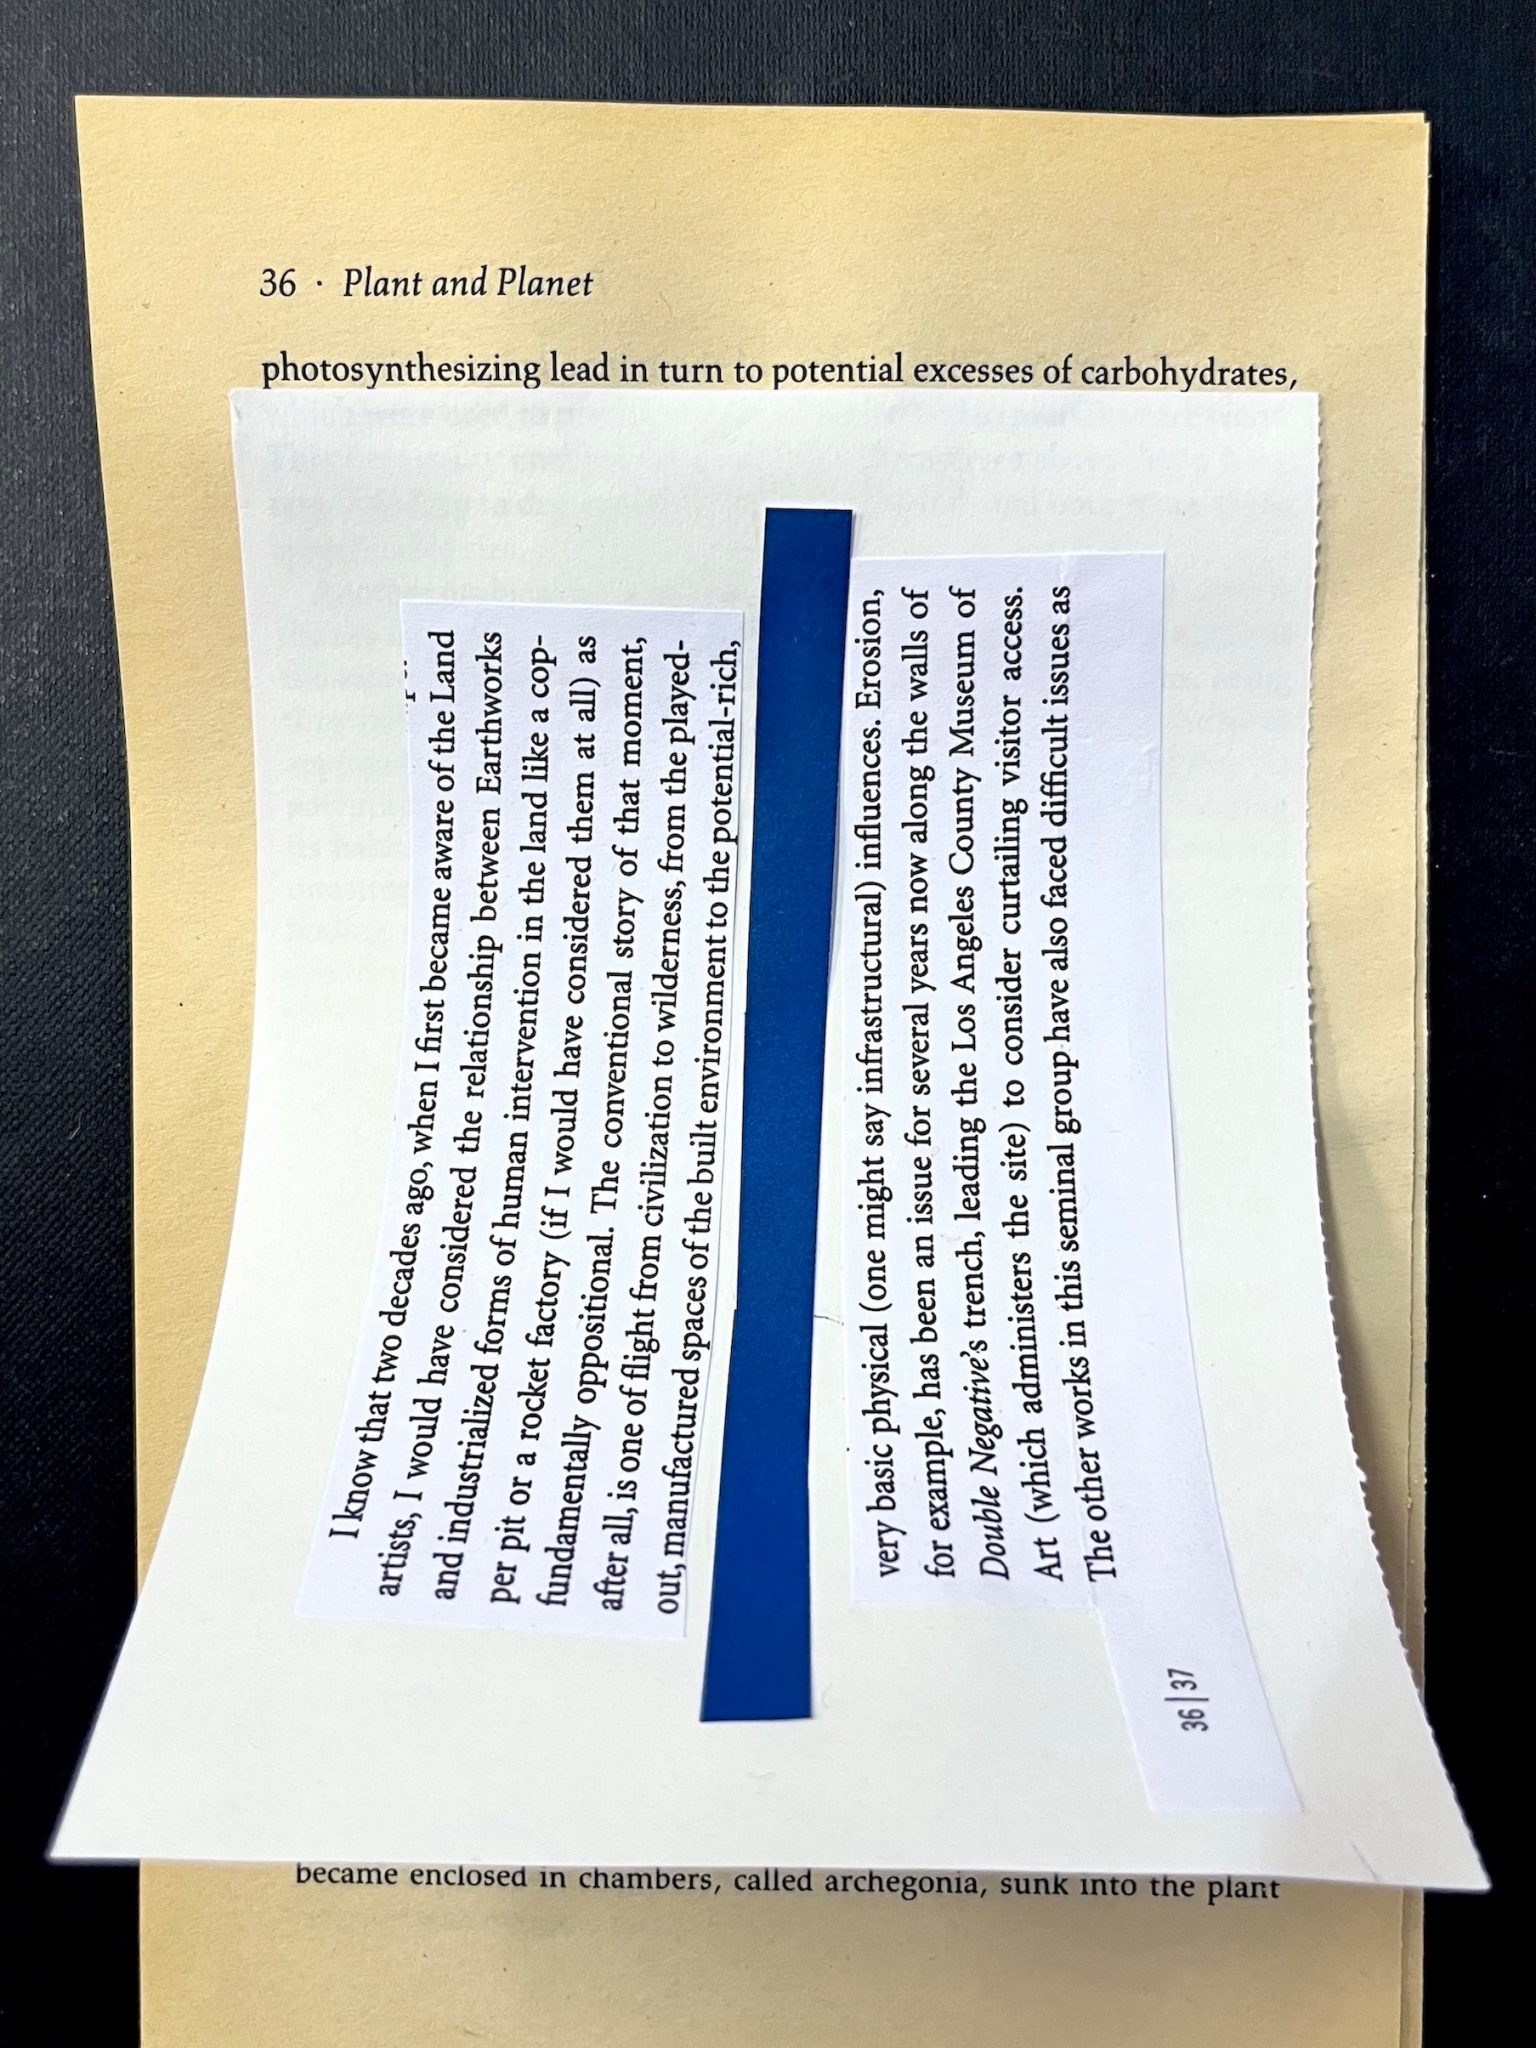 36 · Plant and Planet
photosynthesizing lead in turn to potential excesses of carbohydrates,
I know that two decades ago, when I first became aware of the Land
artists, I would have considered the relationship between Earthworks
and industrialized forms of human intervention in the land like a cop-
per pit or a rocket factory (if I would have considered them at all) as
fundamentally oppositional. The conventional story of that moment,
after all, is one of flight from civilization to wilderness, from the played-
out, manufactured spaces of the built environment to the potential-rich,
very basic physical (one might say infrastructural) influences. Erosion,
for example, has been an issue for several years now along the walls of
Double Negative's trench, leading the Los Angeles County Museum of
Art (which administers the site) to consider curtailing visitor access.
The other works in this seminal group have also faced difficult issues as
36|37
became enclosed in chambers, called archegonia, sunk into the plant